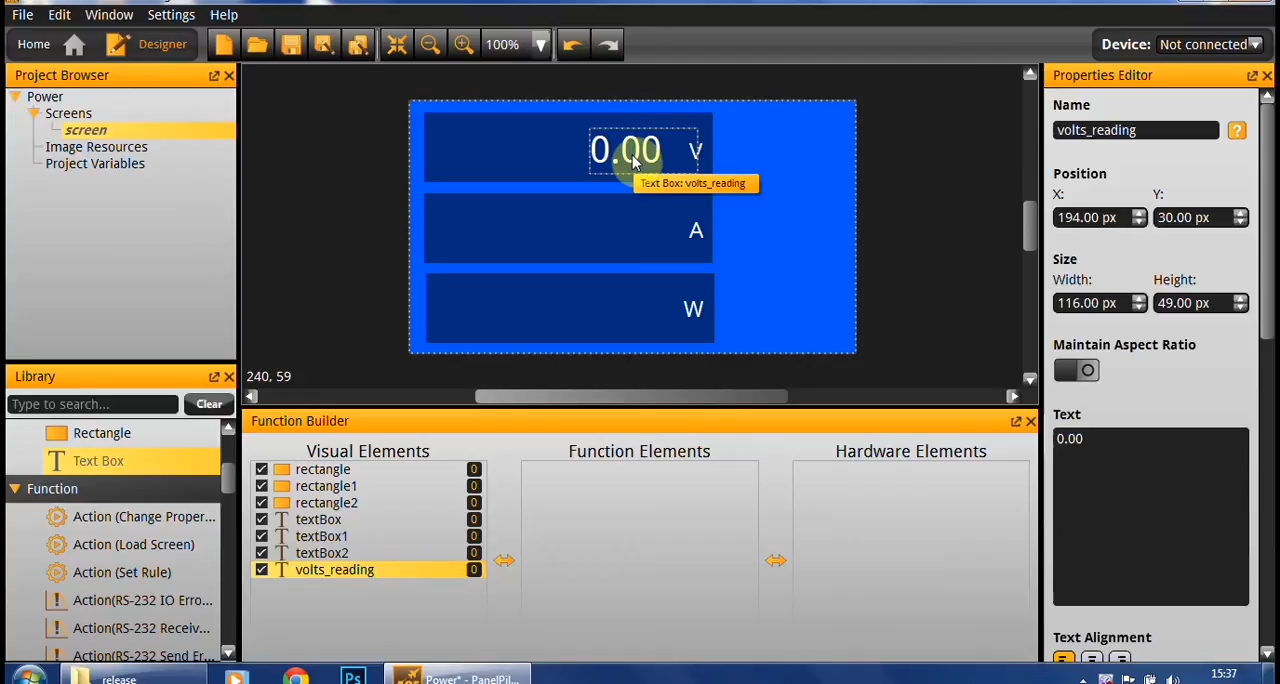 File Edit Window Settings Help
Home Designer 100% Device: Not connected
Project Browser
Power
Screens
screen
Image Resources
Project Variables
Library
Type to search... Clear
Rectangle
Text Box
Function
Action (Change Proper...
Action (Load Screen)
Action (Set Rule)
Action(RS-232 IO Erro...
Action(RS-232 Receiv...
Action(RS-232 Send Er
0.00 V
Text Box: volts_reading
A
W
240, 59
Function Builder
Visual Elements Function Elements Hardware Elements
rectangle 0
rectangle1 0
rectangle2 0
textBox 0
textBox1 0
textBox2 0
volts_reading 0
Properties Editor
Name
volts_reading ?
Position
X: Y:
194.00 px 30.00 px
Size
Width: Height:
116.00 px 49.00 px
Maintain Aspect Ratio
Text
0.00
Text Alignment
release Ps Power* - PanelPil... 15:37